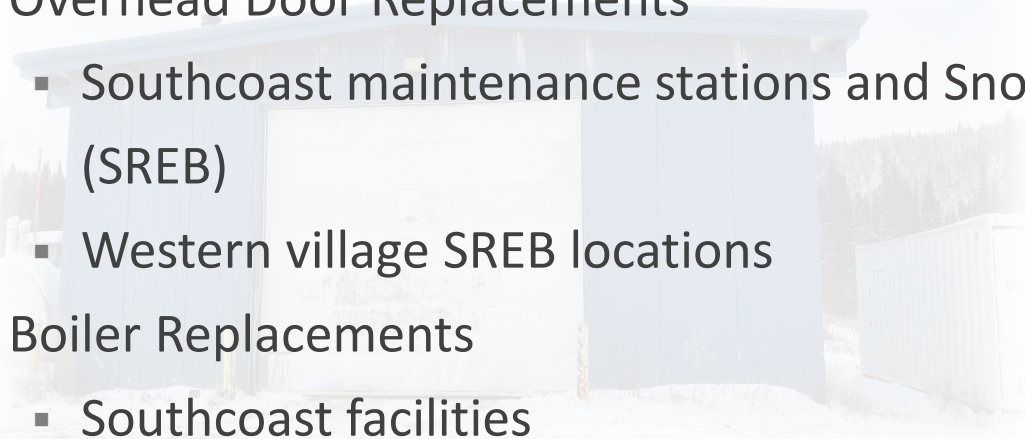 Overhead Door Replacements
▪ Southcoast maintenance stations and Sno
(SREB)
▪ Western village SREB locations
Boiler Replacements
▪ Southcoast facilities